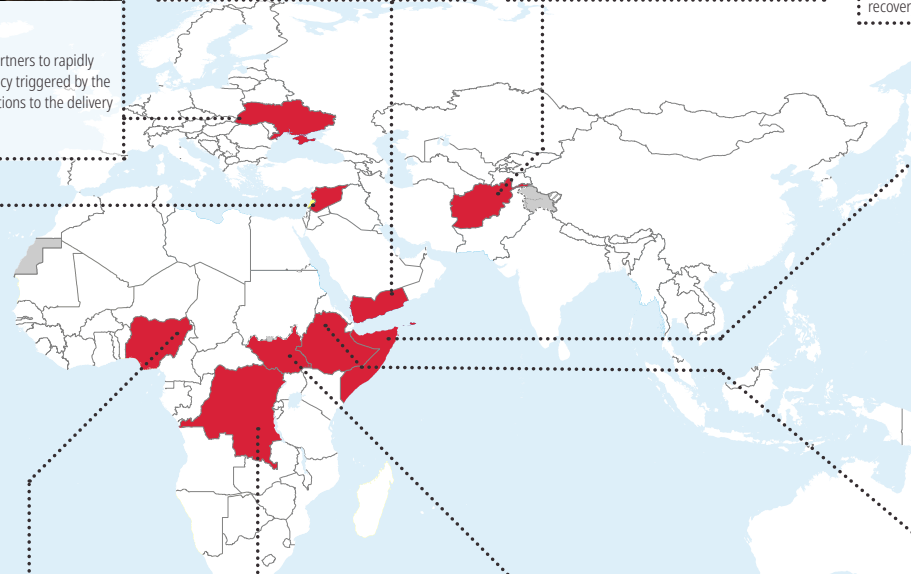 recover
rtners to rapidly
cy triggered by the
tions to the delivery